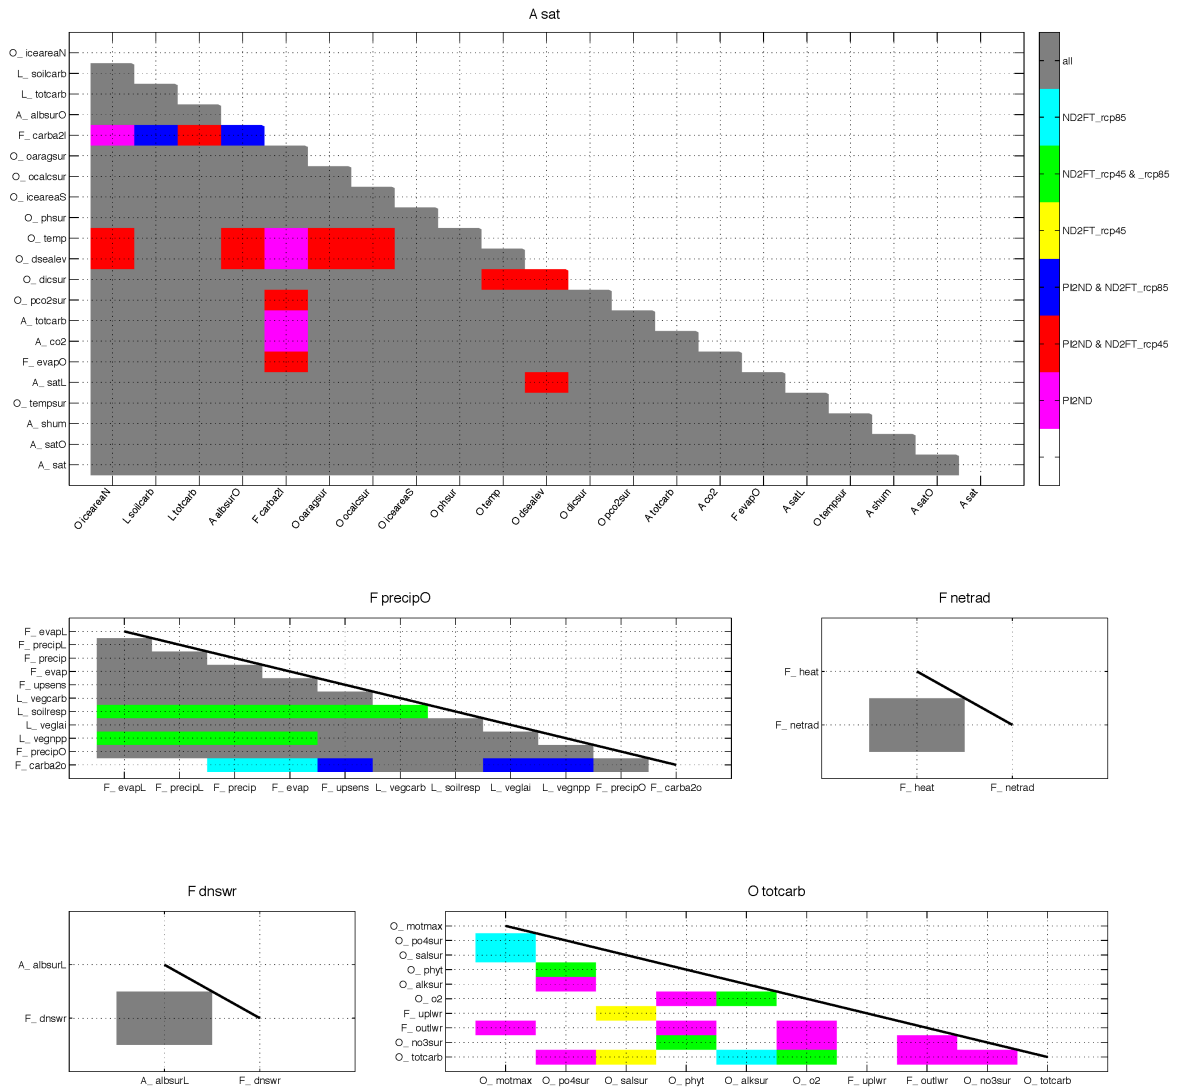 A sat
O_ iceareaN
L_ soilcarb
L_ totcarb
A_ albsurO
F_ carba2l
O_ oaragsur
O_ ocalcsur
O_ iceareaS
O_ phsur
O_ temp
O_ dsealev
O_ dicsur
O_ pco2sur
A_ totcarb
A_ co2
F_ evapO
A_ satL
O_ tempsur
A_ shum
A_ satO
A_ sat
O iceareaN
L soilcarb
L totcarb
A albsurO
F carba2l
O oaragsur
O ocalcsur
O iceareaS
O phsur
O temp
O dsealev
O dicsur
O pco2sur
A totcarb
A co2
F evapO
A satL
O tempsur
A shum
A satO
A sat
all
ND2FT_rcp85
ND2FT_rcp45 & _rcp85
ND2FT_rcp45
PI2ND & ND2FT_rcp85
PI2ND & ND2FT_rcp45
PI2ND
F precipO
F_ evapL
F_ precipL
F_ precip
F_ evap
F_ upsens
L_ vegcarb
L_ soilresp
L_ veglai
L_ vegnpp
F_ precipO
F_ carba2o
F_ evapL F_ precipL F_ precip F_ evap F_ upsens L_ vegcarb L_ soilresp L_ veglai L_ vegnpp F_ precipO F_ carba2o
F netrad
F_ heat
F_ netrad
F_ heat F_ netrad
F dnswr
A_ albsurL
F_ dnswr
A_ albsurL F_ dnswr
O totcarb
O_ motmax
O_ po4sur
O_ salsur
O_ phyt
O_ alksur
O_ o2
F_ uplwr
F_ outlwr
O_ no3sur
O_ totcarb
O_ motmax O_ po4sur O_ salsur O_ phyt O_ alksur O_ o2 F_ uplwr F_ outlwr O_ no3sur O_ totcarb